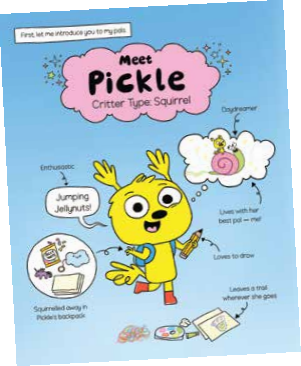 First, let me introduce you to my pals.
Meet
Pickle
Critter Type: Squirrel
Daydreamer
Enthusiastic
Jumping
Jellynuts!
Lives with her
best pal — me!
Loves to draw
Squirrelled away in
Pickle's backpack
Leaves a trail
wherever she goes